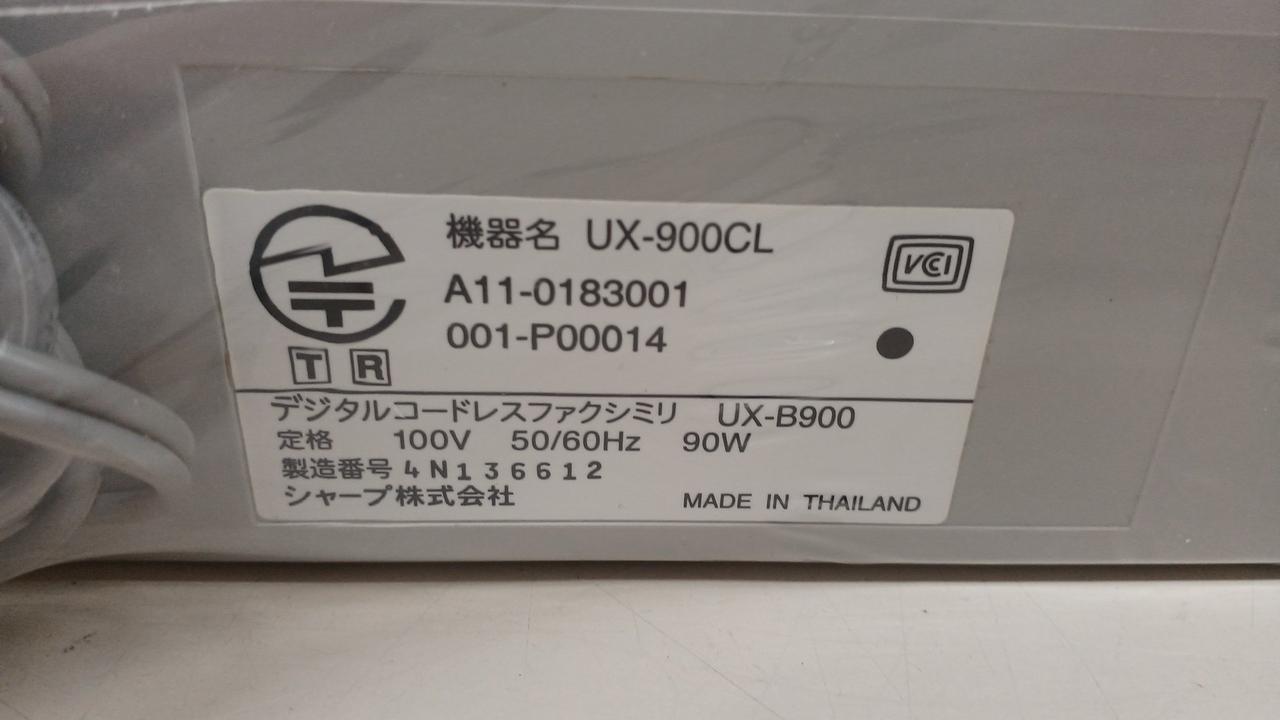 機器名 UX-900CL
A11-0183001
001-P00014
VCCI
T R
デジタルコードレスファクシミリ UX-B900
定格 100V 50/60Hz 90W
製造番号 4N136612
シャープ株式会社 MADE IN THAILAND